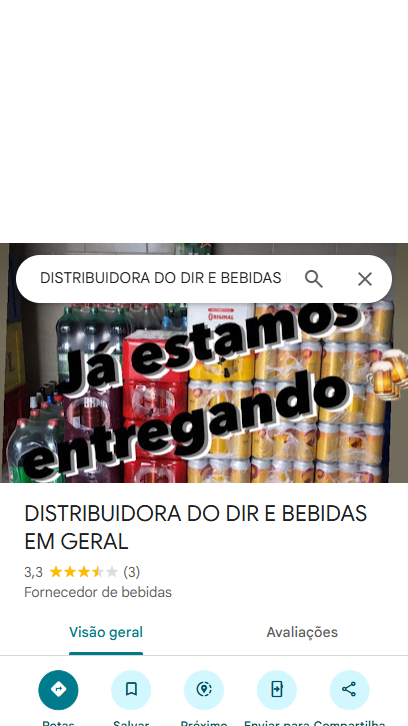 DISTRIBUIDORA DO DIR E BEBIDAS
ORIGINAL
Já estamos
entregando
DISTRIBUIDORA DO DIR E BEBIDAS
EM GERAL
3,3 (3)
Fornecedor de bebidas
Visão geral Avaliações
Rotas Salvar Próximo Enviar para Compartilha